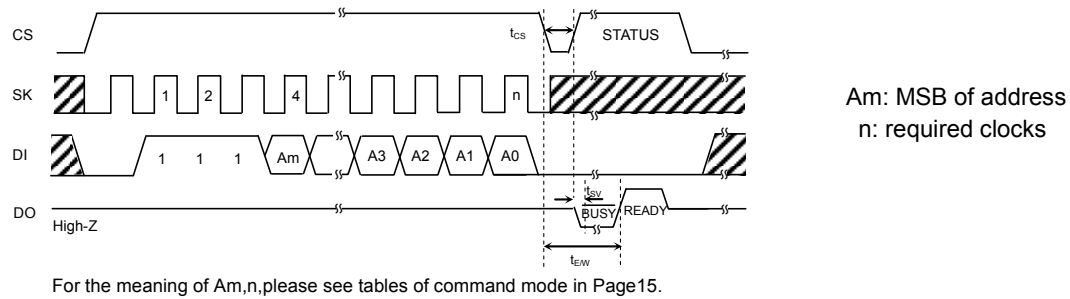 CS
tCS
STATUS
SK
1 2 4 n
DI
1 1 1 Am A3 A2 A1 A0
DO
High-Z
tSV
BUSY READY
tE/W
Am: MSB of address
n: required clocks
For the meaning of Am,n,please see tables of command mode in Page15.